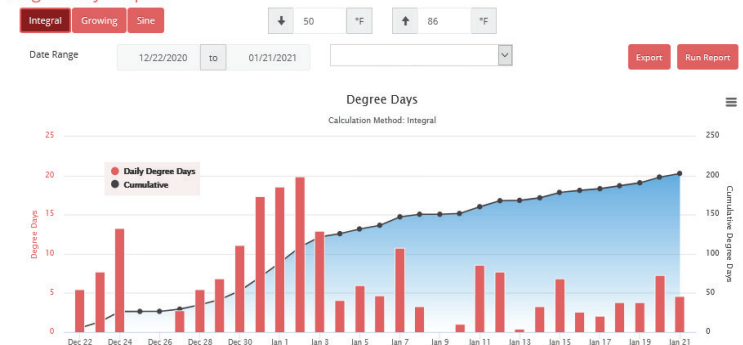 Integral Growing Sine 50 °F 86 °F
Date Range 12/22/2020 to 01/21/2021 Export Run Report
Degree Days
Calculation Method: Integral
25 250
Daily Degree Days
Cumulative
20 200
15 150
Degree Days
Cumulative Degree Days
10 100
5 50
0 0
Dec 22 Dec 24 Dec 26 Dec 28 Dec 30 Jan 1 Jan 3 Jan 5 Jan 7 Jan 9 Jan 11 Jan 13 Jan 15 Jan 17 Jan 19 Jan 21